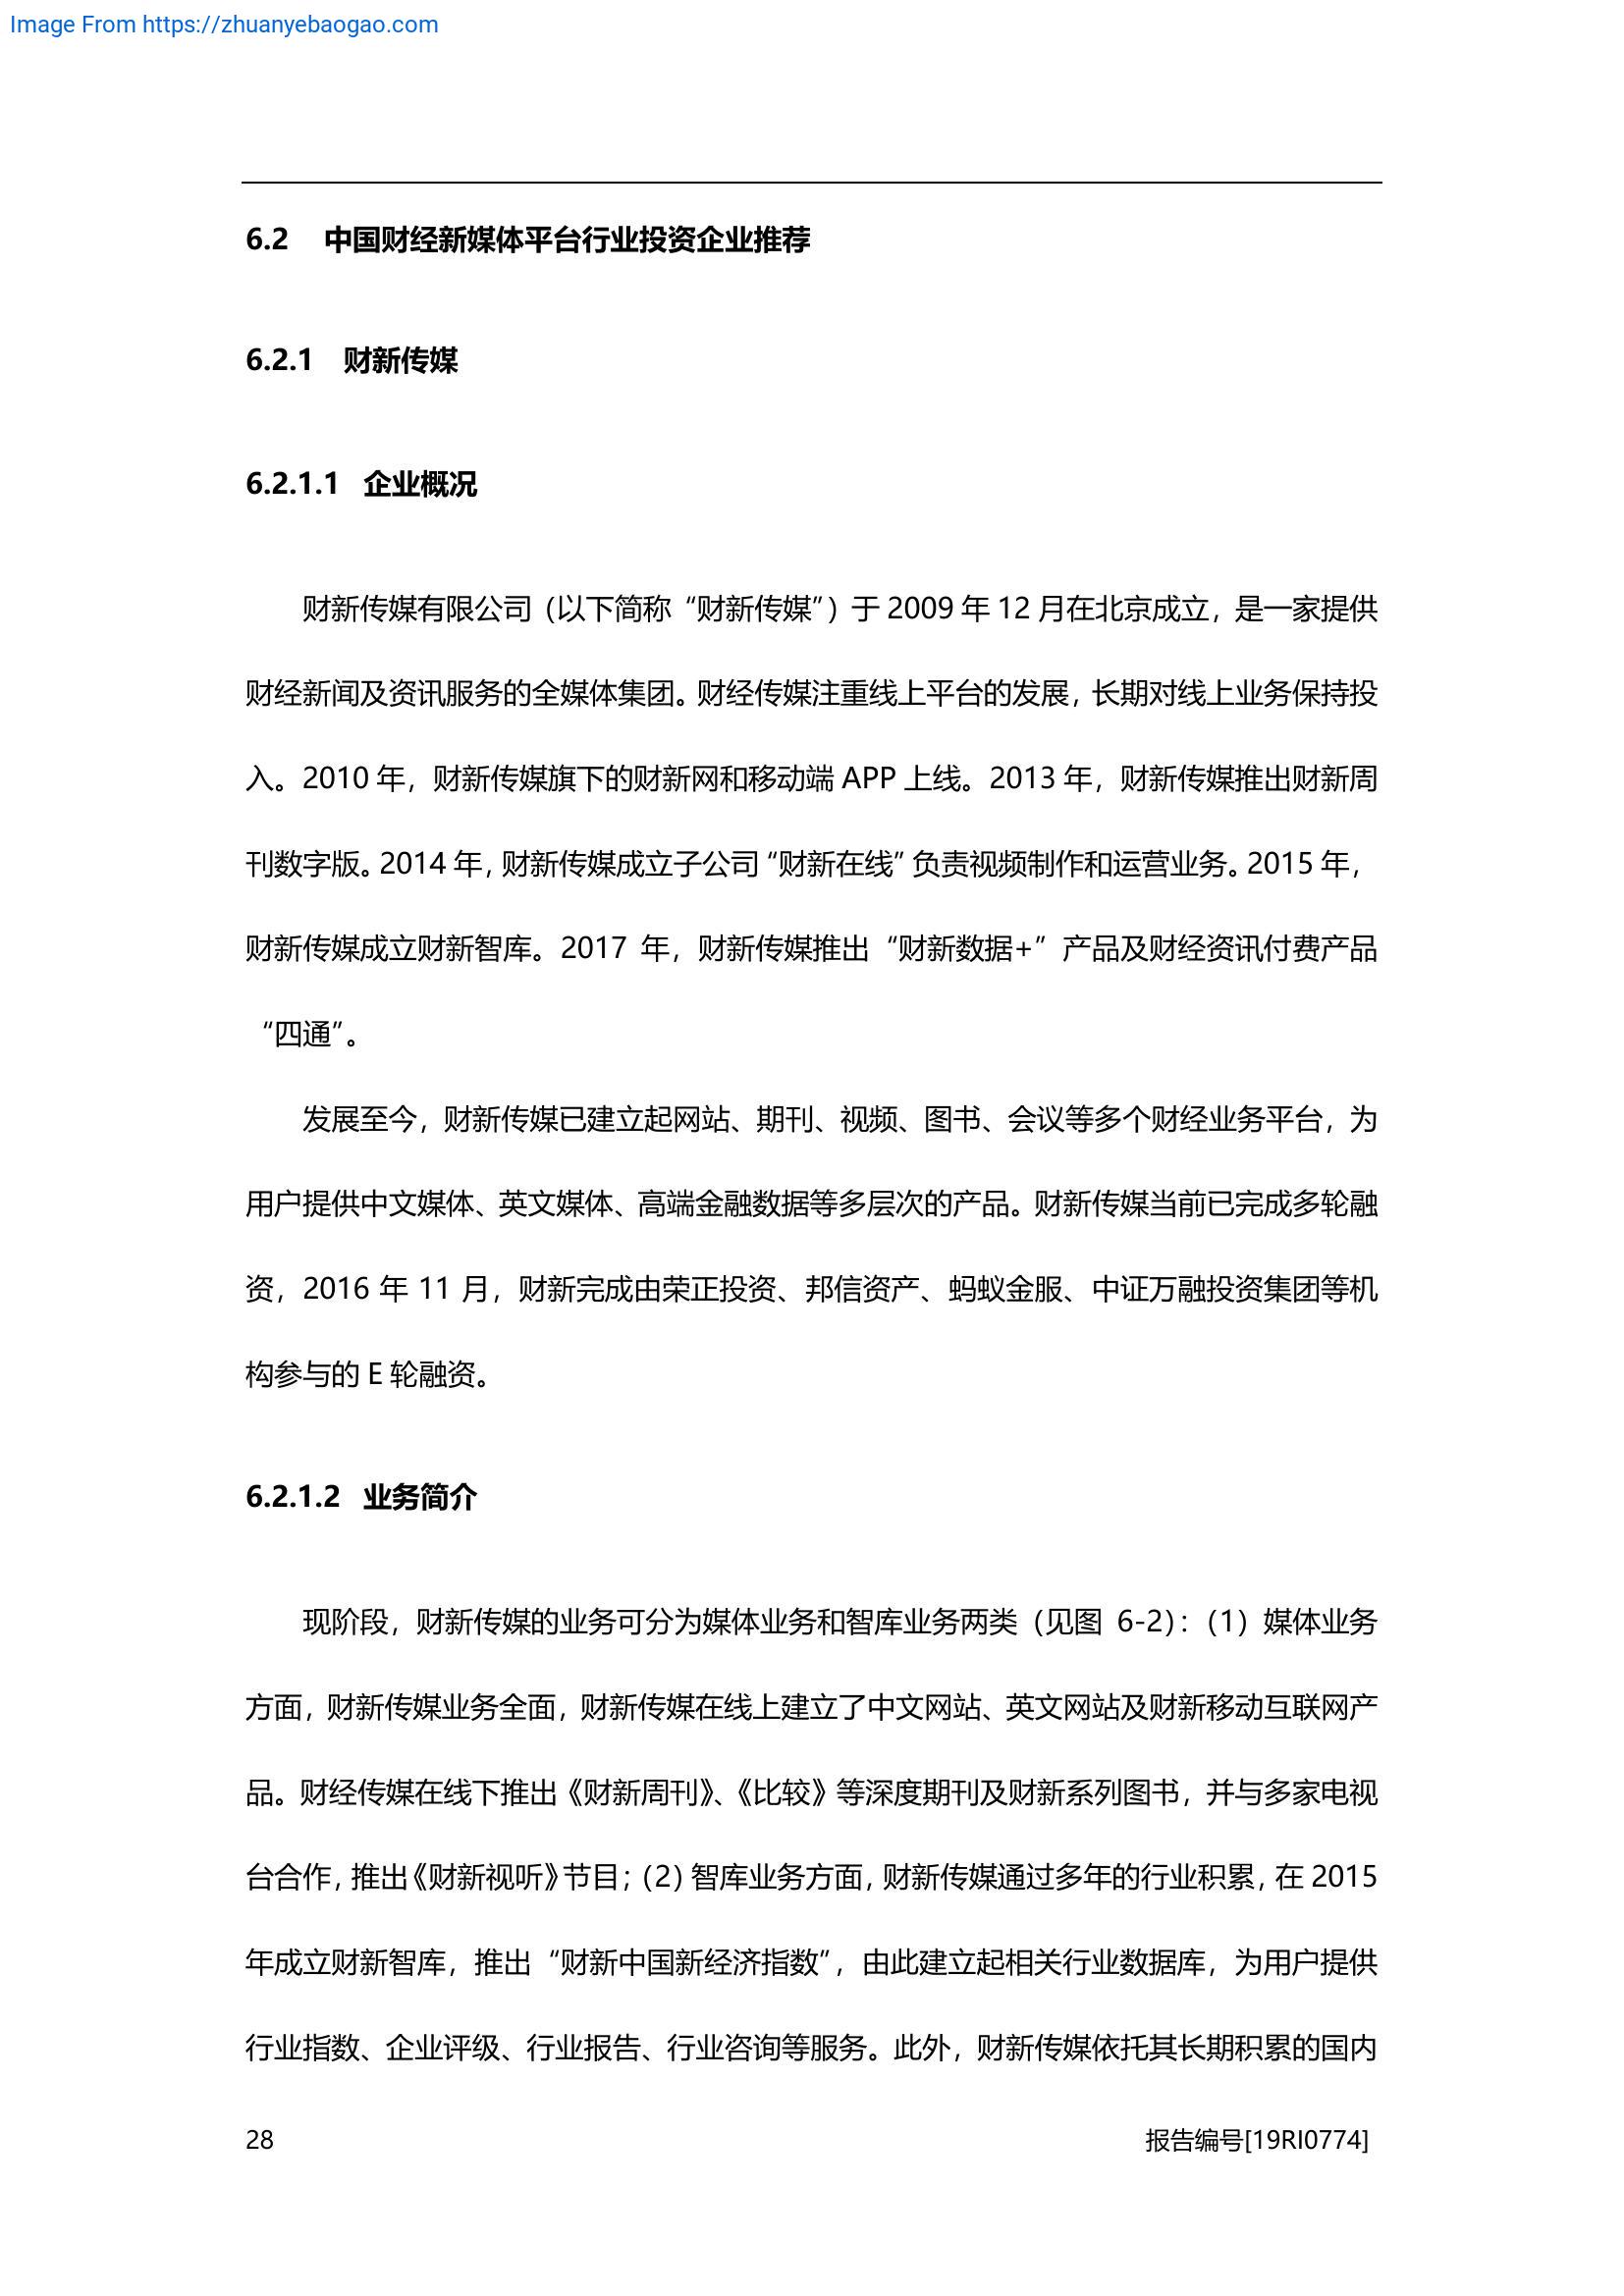 Image From https://zhuanyebaogao.com
6.2 中国财经新媒体平台行业投资企业推荐
6.2.1 财新传媒
6.2.1.1 企业概况
财新传媒有限公司（以下简称“财新传媒”）于 2009 年 12 月在北京成立，是一家提供
财经新闻及资讯服务的全媒体集团。财经传媒注重线上平台的发展，长期对线上业务保持投
入。2010 年，财新传媒旗下的财新网和移动端 APP 上线。2013 年，财新传媒推出财新周
刊数字版。2014 年，财新传媒成立子公司“财新在线”负责视频制作和运营业务。2015 年，
财新传媒成立财新智库。2017 年，财新传媒推出“财新数据+”产品及财经资讯付费产品
“四通”。
发展至今，财新传媒已建立起网站、期刊、视频、图书、会议等多个财经业务平台，为
用户提供中文媒体、英文媒体、高端金融数据等多层次的产品。财新传媒当前已完成多轮融
资，2016 年 11 月，财新完成由荣正投资、邦信资产、蚂蚁金服、中证万融投资集团等机
构参与的 E 轮融资。
6.2.1.2 业务简介
现阶段，财新传媒的业务可分为媒体业务和智库业务两类（见图 6-2）：（1）媒体业务
方面，财新传媒业务全面，财新传媒在线上建立了中文网站、英文网站及财新移动互联网产
品。财经传媒在线下推出《财新周刊》、《比较》等深度期刊及财新系列图书，并与多家电视
台合作，推出《财新视听》节目；（2）智库业务方面，财新传媒通过多年的行业积累，在 2015
年成立财新智库，推出“财新中国新经济指数”，由此建立起相关行业数据库，为用户提供
行业指数、企业评级、行业报告、行业咨询等服务。此外，财新传媒依托其长期积累的国内
28 报告编号[19RI0774]